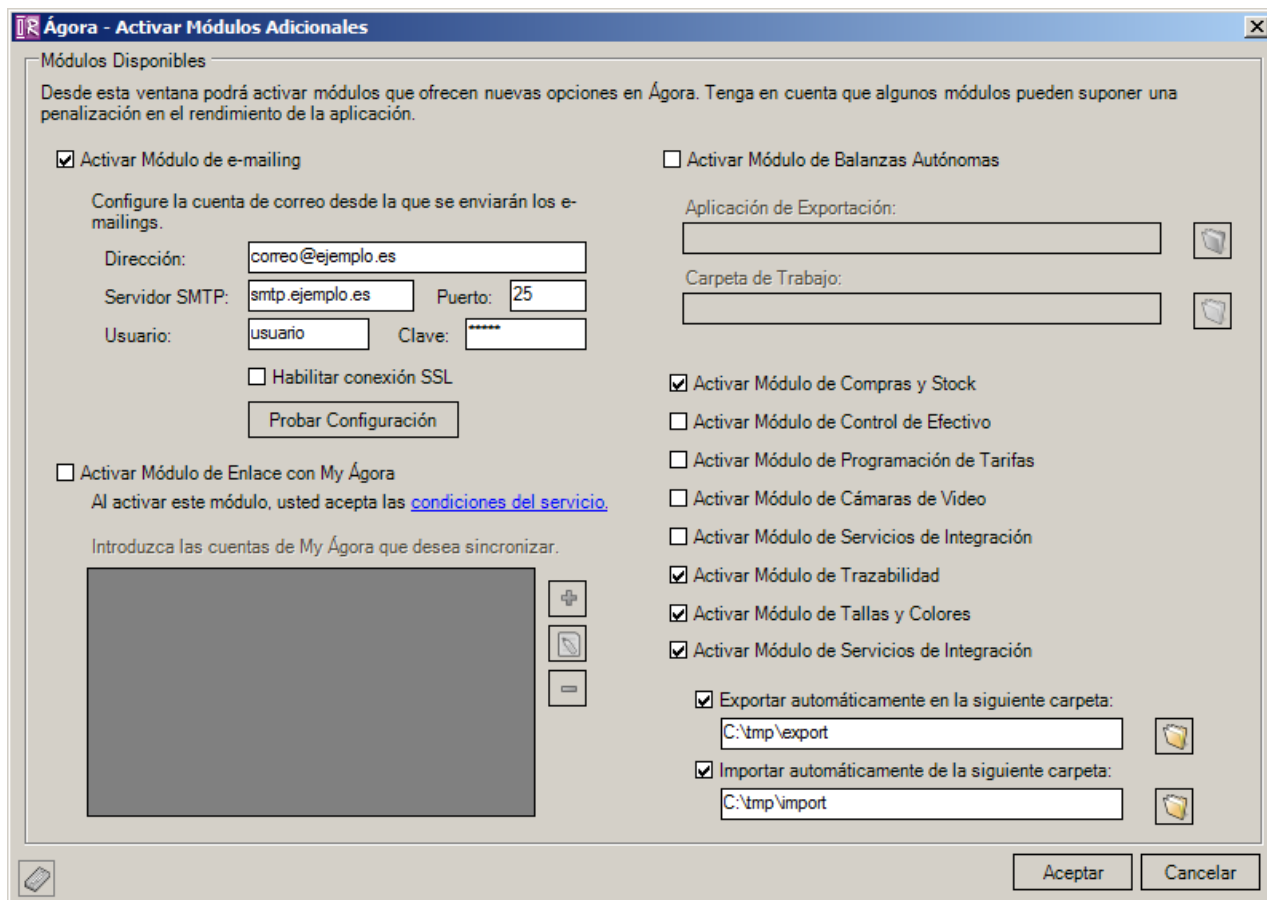 Ágora - Activar Módulos Adicionales
Módulos Disponibles
Desde esta ventana podrá activar módulos que ofrecen nuevas opciones en Ágora. Tenga en cuenta que algunos módulos pueden suponer una
penalización en el rendimiento de la aplicación.
Activar Módulo de e-mailing
Configure la cuenta de correo desde la que se enviarán los e-
mailings.
Dirección: correo@ejemplo.es
Servidor SMTP: smtp.ejemplo.es Puerto: 25
Usuario: usuario Clave: *****
Habilitar conexión SSL
Probar Configuración
Activar Módulo de Enlace con My Ágora
Al activar este módulo, usted acepta las condiciones del servicio.
Introduzca las cuentas de My Ágora que desea sincronizar.
Activar Módulo de Balanzas Autónomas
Aplicación de Exportación:
Carpeta de Trabajo:
Activar Módulo de Compras y Stock
Activar Módulo de Control de Efectivo
Activar Módulo de Programación de Tarifas
Activar Módulo de Cámaras de Video
Activar Módulo de Servicios de Integración
Activar Módulo de Trazabilidad
Activar Módulo de Tallas y Colores
Activar Módulo de Servicios de Integración
Exportar automáticamente en la siguiente carpeta:
C:\tmp\export
Importar automáticamente de la siguiente carpeta:
C:\tmp\import
Aceptar Cancelar